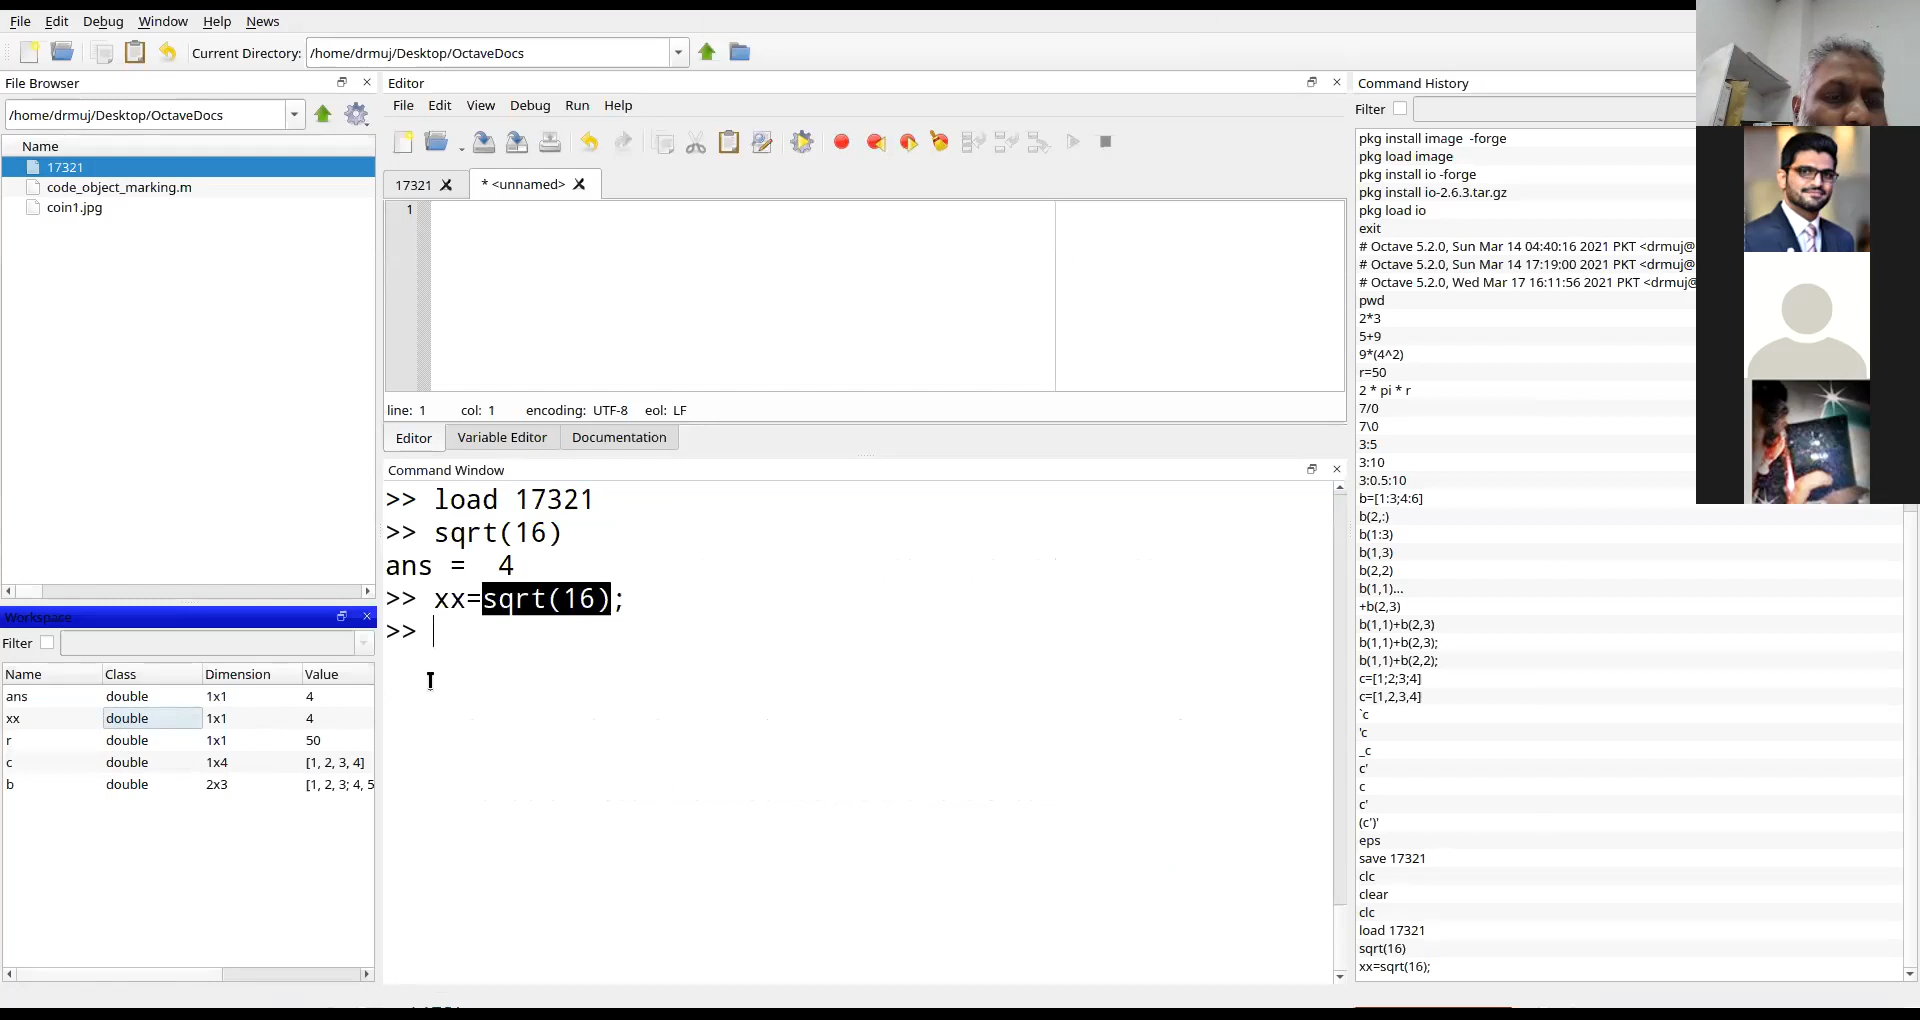 File Edit Debug Window Help News
Current Directory: /home/drmuj/Desktop/OctaveDocs
File Browser
/home/drmuj/Desktop/OctaveDocs
Name
17321
code_object_marking.m
coin1.jpg
Workspace
Filter
Name Class Dimension Value
ans double 1x1 4
xx double 1x1 4
r double 1x1 50
c double 1x4 [1, 2, 3, 4]
b double 2x3 [1, 2, 3; 4, 5
Editor
File Edit View Debug Run Help
17321 * <unnamed>
1
line: 1 col: 1 encoding: UTF-8 eol: LF
Editor Variable Editor Documentation
Command Window
>> load 17321
>> sqrt(16)
ans = 4
>> xx=sqrt(16);
>>
Command History
Filter
pkg install image -forge
pkg load image
pkg install io -forge
pkg install io-2.6.3.tar.gz
pkg load io
exit
# Octave 5.2.0, Sun Mar 14 04:40:16 2021 PKT <drmuj@
# Octave 5.2.0, Sun Mar 14 17:19:00 2021 PKT <drmuj@
# Octave 5.2.0, Wed Mar 17 16:11:56 2021 PKT <drmuj@
pwd
2*3
5+9
9*(4^2)
r=50
2 * pi * r
7/0
7\0
3:5
3:10
3:0.5:10
b=[1:3;4:6]
b(2,:)
b(1:3)
b(1,3)
b(2,2)
b(1,1)...
+b(2,3)
b(1,1)+b(2,3)
b(1,1)+b(2,3);
b(1,1)+b(2,2);
c=[1;2;3;4]
c=[1,2,3,4]
`c
'c
_c
c'
c
c'
(c')'
eps
save 17321
clc
clear
clc
load 17321
sqrt(16)
xx=sqrt(16);